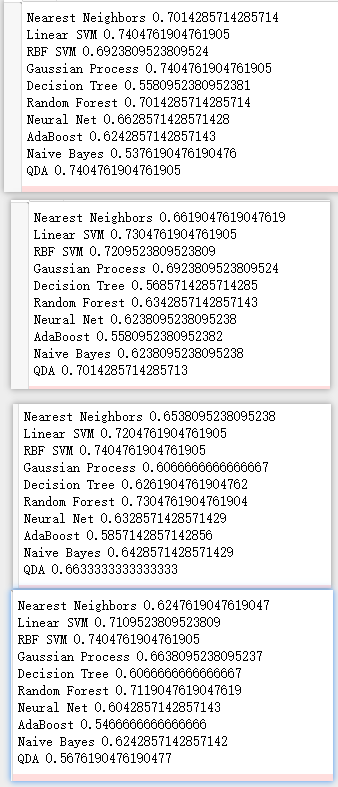 Nearest Neighbors 0.7014285714285714
Linear SVM 0.7404761904761905
RBF SVM 0.6923809523809524
Gaussian Process 0.7404761904761905
Decision Tree 0.5580952380952381
Random Forest 0.7014285714285714
Neural Net 0.6628571428571428
AdaBoost 0.6242857142857143
Naive Bayes 0.5376190476190476
QDA 0.7404761904761905
Nearest Neighbors 0.6619047619047619
Linear SVM 0.7304761904761905
RBF SVM 0.7209523809523809
Gaussian Process 0.6923809523809524
Decision Tree 0.5685714285714285
Random Forest 0.6342857142857143
Neural Net 0.6238095238095238
AdaBoost 0.5580952380952382
Naive Bayes 0.6238095238095238
QDA 0.7014285714285713
Nearest Neighbors 0.6538095238095238
Linear SVM 0.7204761904761905
RBF SVM 0.7404761904761905
Gaussian Process 0.6066666666666667
Decision Tree 0.6261904761904762
Random Forest 0.7304761904761904
Neural Net 0.6328571428571429
AdaBoost 0.5857142857142856
Naive Bayes 0.6428571428571429
QDA 0.6633333333333333
Nearest Neighbors 0.6247619047619047
Linear SVM 0.7109523809523809
RBF SVM 0.7404761904761905
Gaussian Process 0.6638095238095237
Decision Tree 0.6066666666666667
Random Forest 0.7119047619047619
Neural Net 0.6042857142857143
AdaBoost 0.5466666666666666
Naive Bayes 0.6242857142857142
QDA 0.5676190476190477